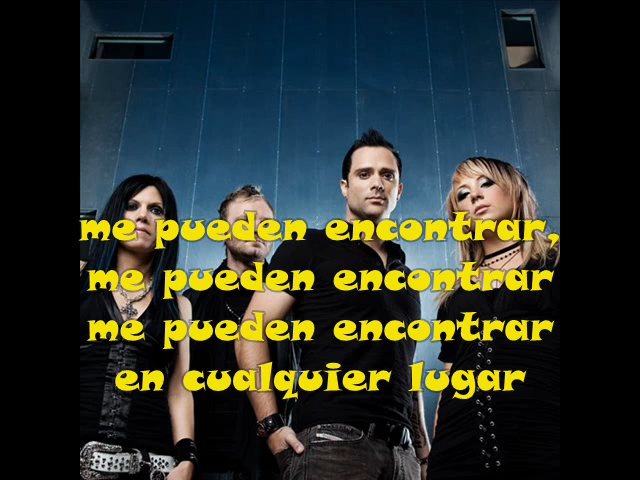 me pueden encontrar,
me pueden encontrar
me pueden encontrar
en cualquier lugar